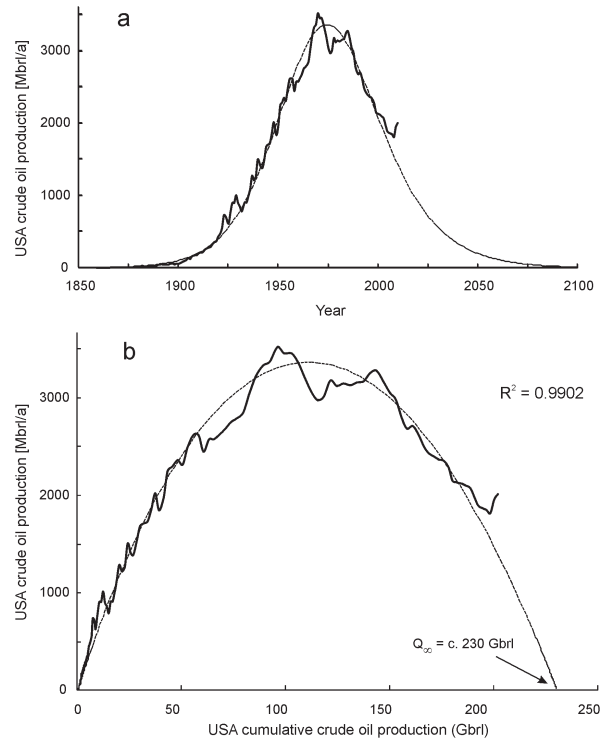 a
USA crude oil production [Mbrl/a]
3000
2000
1000
0
1850 1900 1950 2000 2050 2100
Year
b
USA crude oil production [Mbrl/a]
R² = 0.9902
3000
2000
1000
0
Q∞ = c. 230 Gbrl
0 50 100 150 200 250
USA cumulative crude oil production (Gbrl)